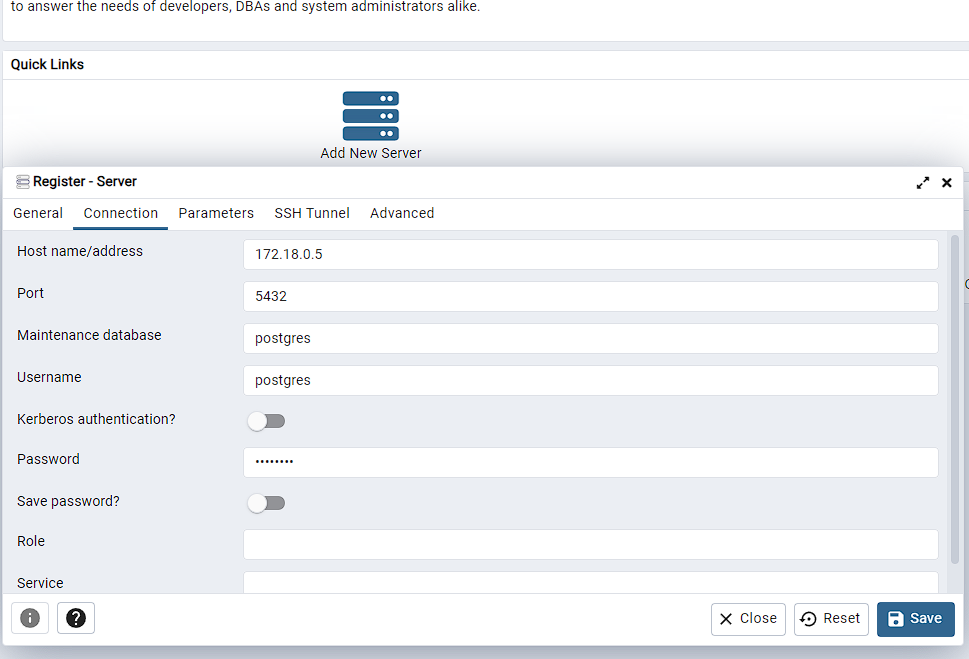 to answer the needs of developers, DBAs and system administrators alike.
Quick Links
Add New Server
Register - Server
General Connection Parameters SSH Tunnel Advanced
Host name/address 172.18.0.5
Port 5432
Maintenance database postgres
Username postgres
Kerberos authentication?
Password ••••••••
Save password?
Role
Service
Close Reset Save